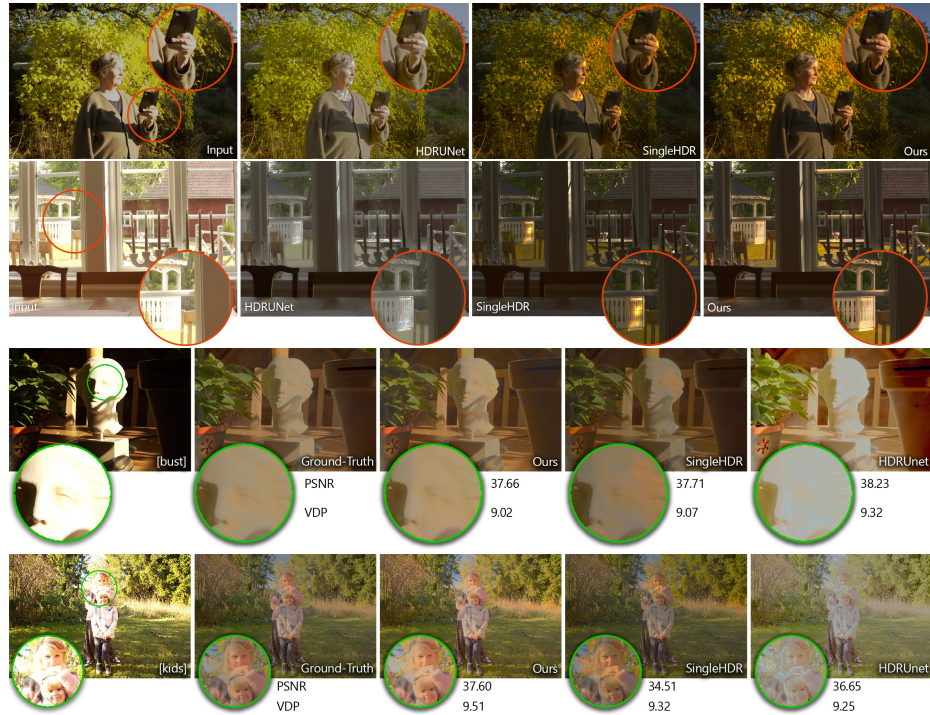 Input HDRUNet SingleHDR Ours
Input HDRUNet SingleHDR Ours
[bust] Ground-Truth Ours SingleHDR HDRUnet
PSNR 37.66 37.71 38.23
VDP 9.02 9.07 9.32
[kids] Ground-Truth Ours SingleHDR HDRUnet
PSNR 37.60 34.51 36.65
VDP 9.51 9.32 9.25